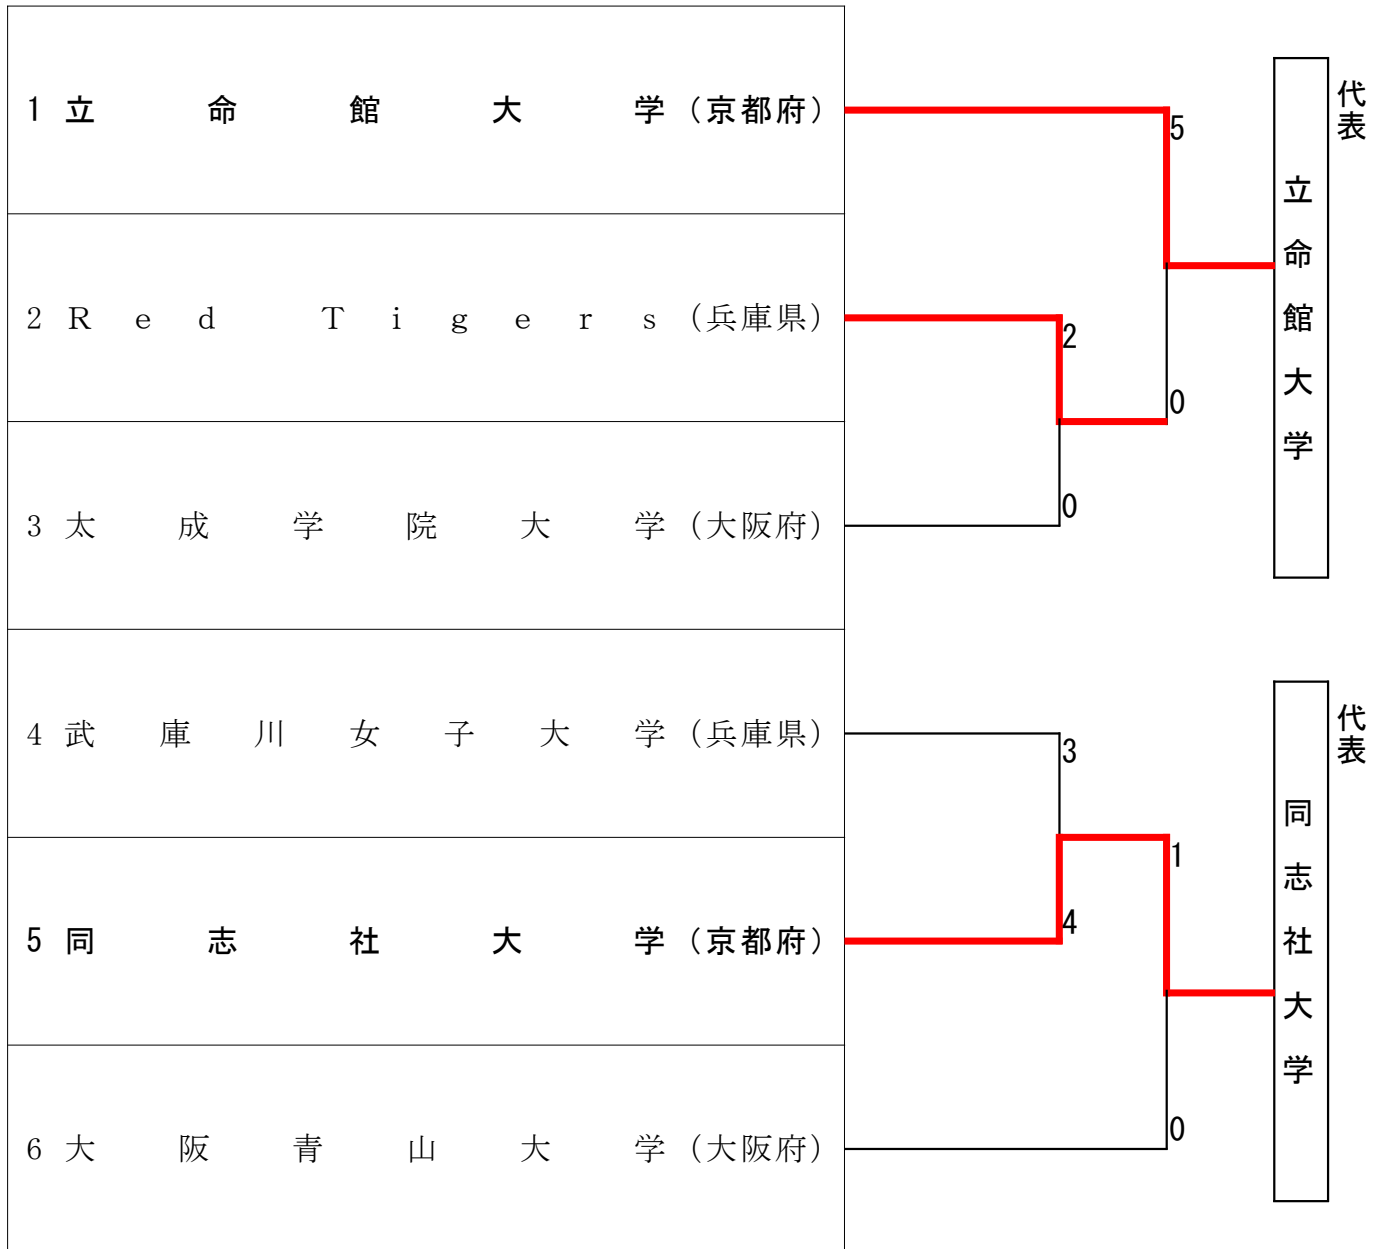 1 立命館大学(京都府)
5
代表
立命館大学
2 Red Tigers(兵庫県)
2
0
3 太成学院大学(大阪府)
0
4 武庫川女子大学(兵庫県)
3
代表
同志社大学
1
5 同志社大学(京都府)
4
6 大阪青山大学(大阪府)
0